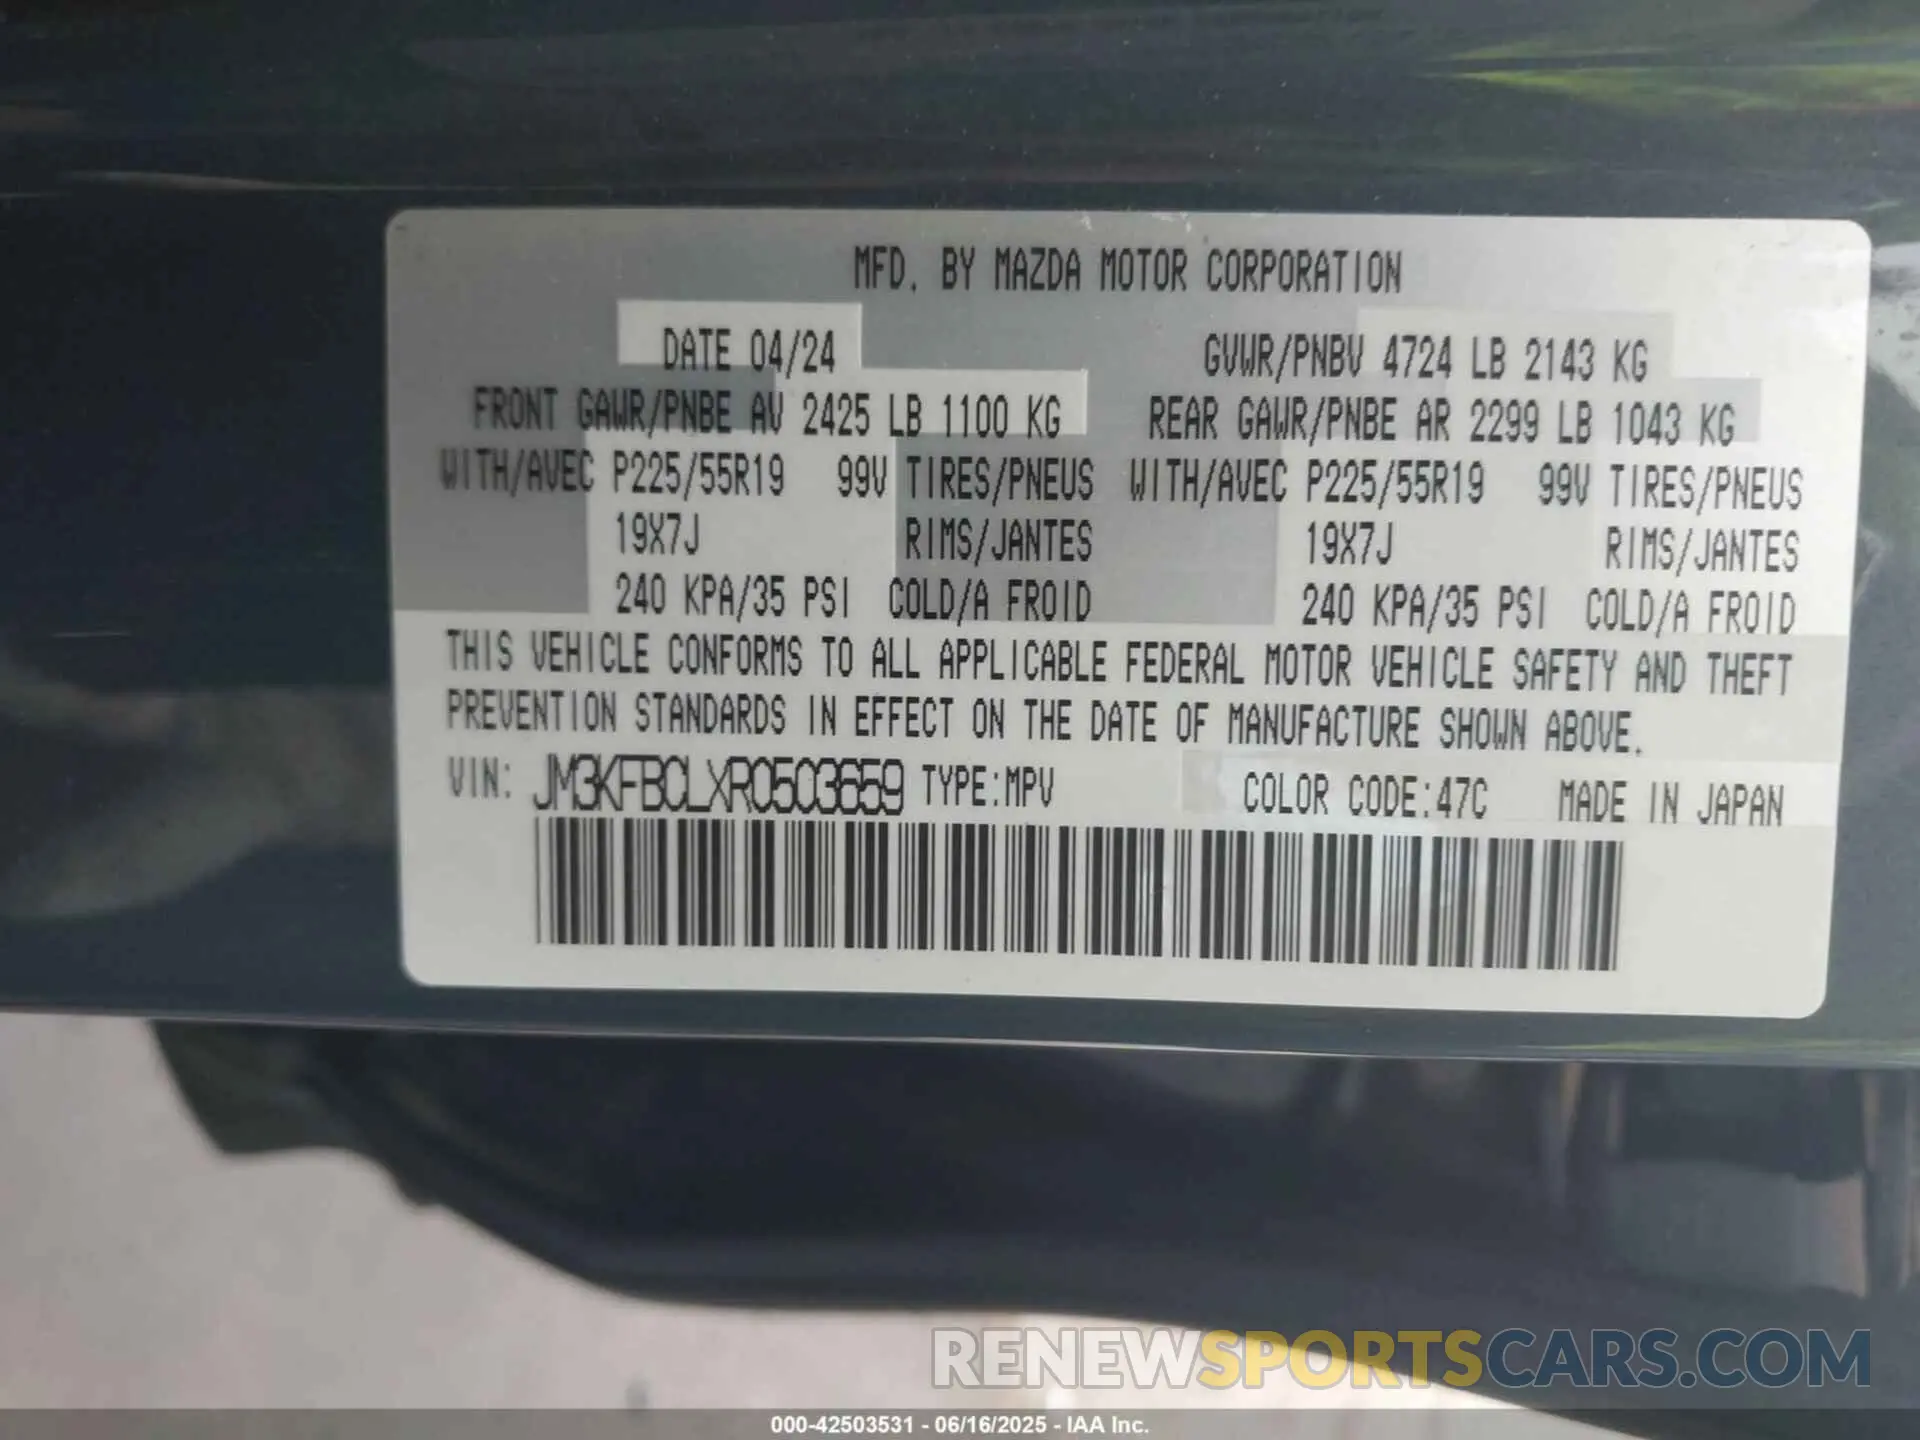 MFD. BY MAZDA MOTOR CORPORATION
DATE 04/24 GVWR/PNBV 4724 LB 2143 KG
FRONT GAWR/PNBE AV 2425 LB 1100 KG REAR GAWR/PNBE AR 2299 LB 1043 KG
WITH/AVEC P225/55R19 99V TIRES/PNEUS WITH/AVEC P225/55R19 99V TIRES/PNEUS
19X7J RIMS/JANTES 19X7J RIMS/JANTES
240 KPA/35 PSI COLD/A FROID 240 KPA/35 PSI COLD/A FROID
THIS VEHICLE CONFORMS TO ALL APPLICABLE FEDERAL MOTOR VEHICLE SAFETY AND THEFT
PREVENTION STANDARDS IN EFFECT ON THE DATE OF MANUFACTURE SHOWN ABOVE.
VIN: JM3KFBCLXR0503659 TYPE:MPV COLOR CODE:47C MADE IN JAPAN
RENEWSPORTSCARS.COM
000-42503531 - 06/16/2025 - IAA Inc.